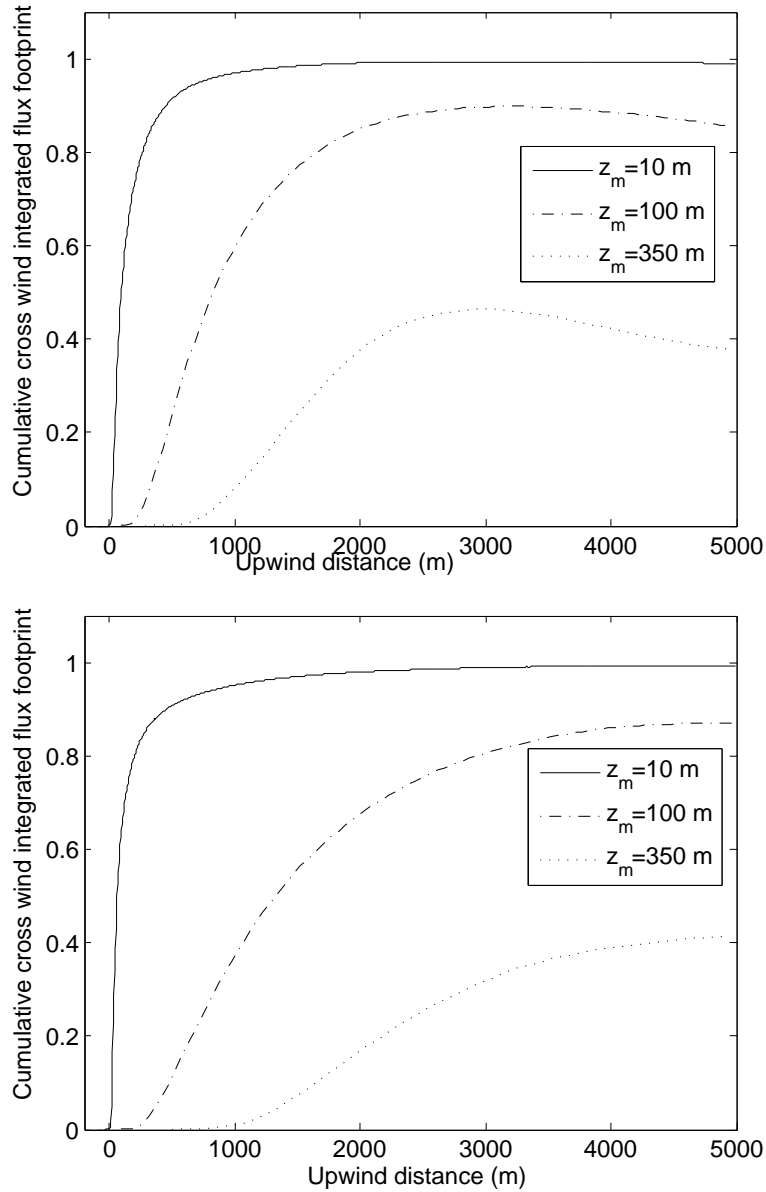 Cumulative cross wind integrated flux footprint
1
0.8
0.6
0.4
0.2
0
z_m=10 m
z_m=100 m
z_m=350 m
0 1000 2000 3000 4000 5000
Upwind distance (m)
Cumulative cross wind integrated flux footprint
1
0.8
0.6
0.4
0.2
0
z_m=10 m
z_m=100 m
z_m=350 m
0 1000 2000 3000 4000 5000
Upwind distance (m)